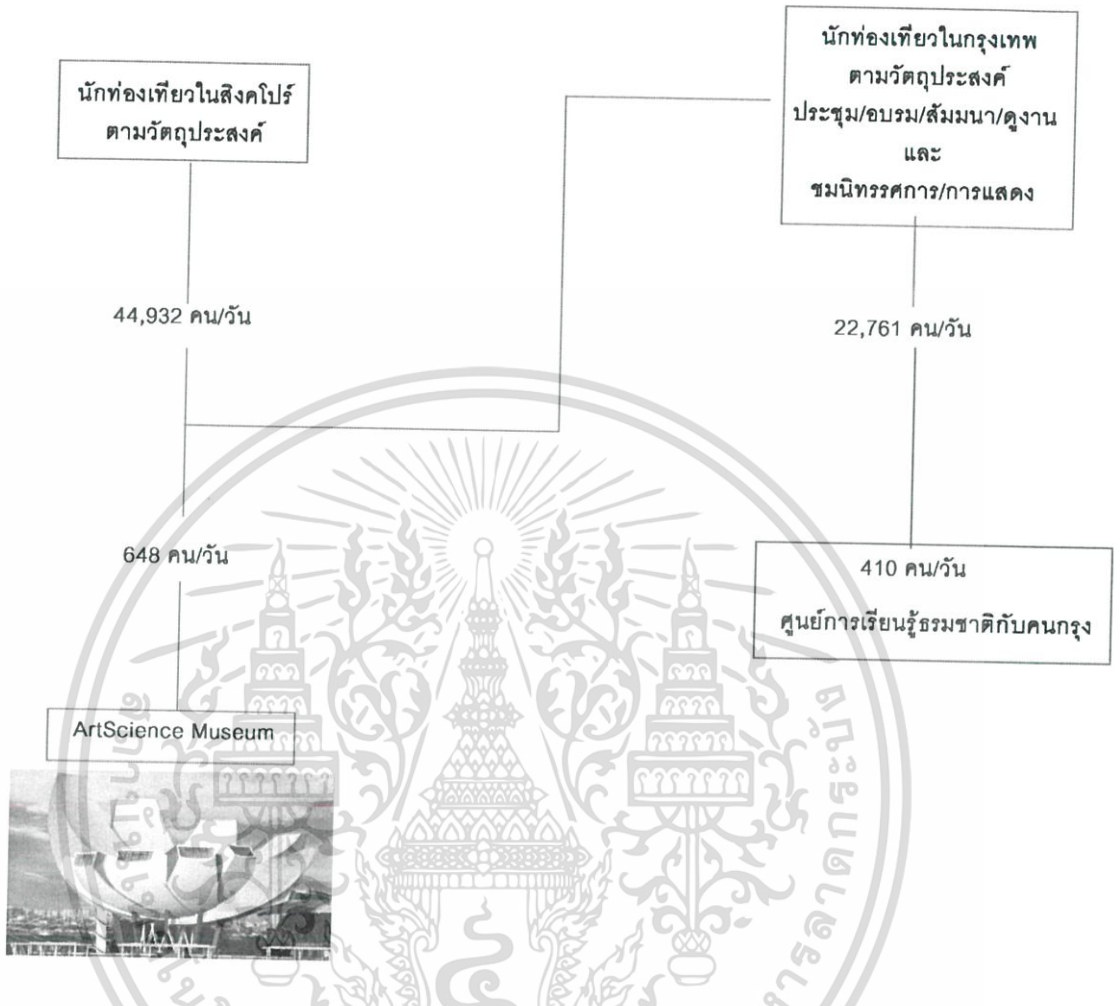 นักท่องเที่ยวในสิงคโปร์
ตามวัตถุประสงค์
44,932 คน/วัน
648 คน/วัน
ArtScience Museum
นักท่องเที่ยวในกรุงเทพ
ตามวัตถุประสงค์
ประชุม/อบรม/สัมมนา/ดูงาน
และ
ชมนิทรรศการ/การแสดง
22,761 คน/วัน
410 คน/วัน
ศูนย์การเรียนรู้ธรรมชาติกับคนกรุง